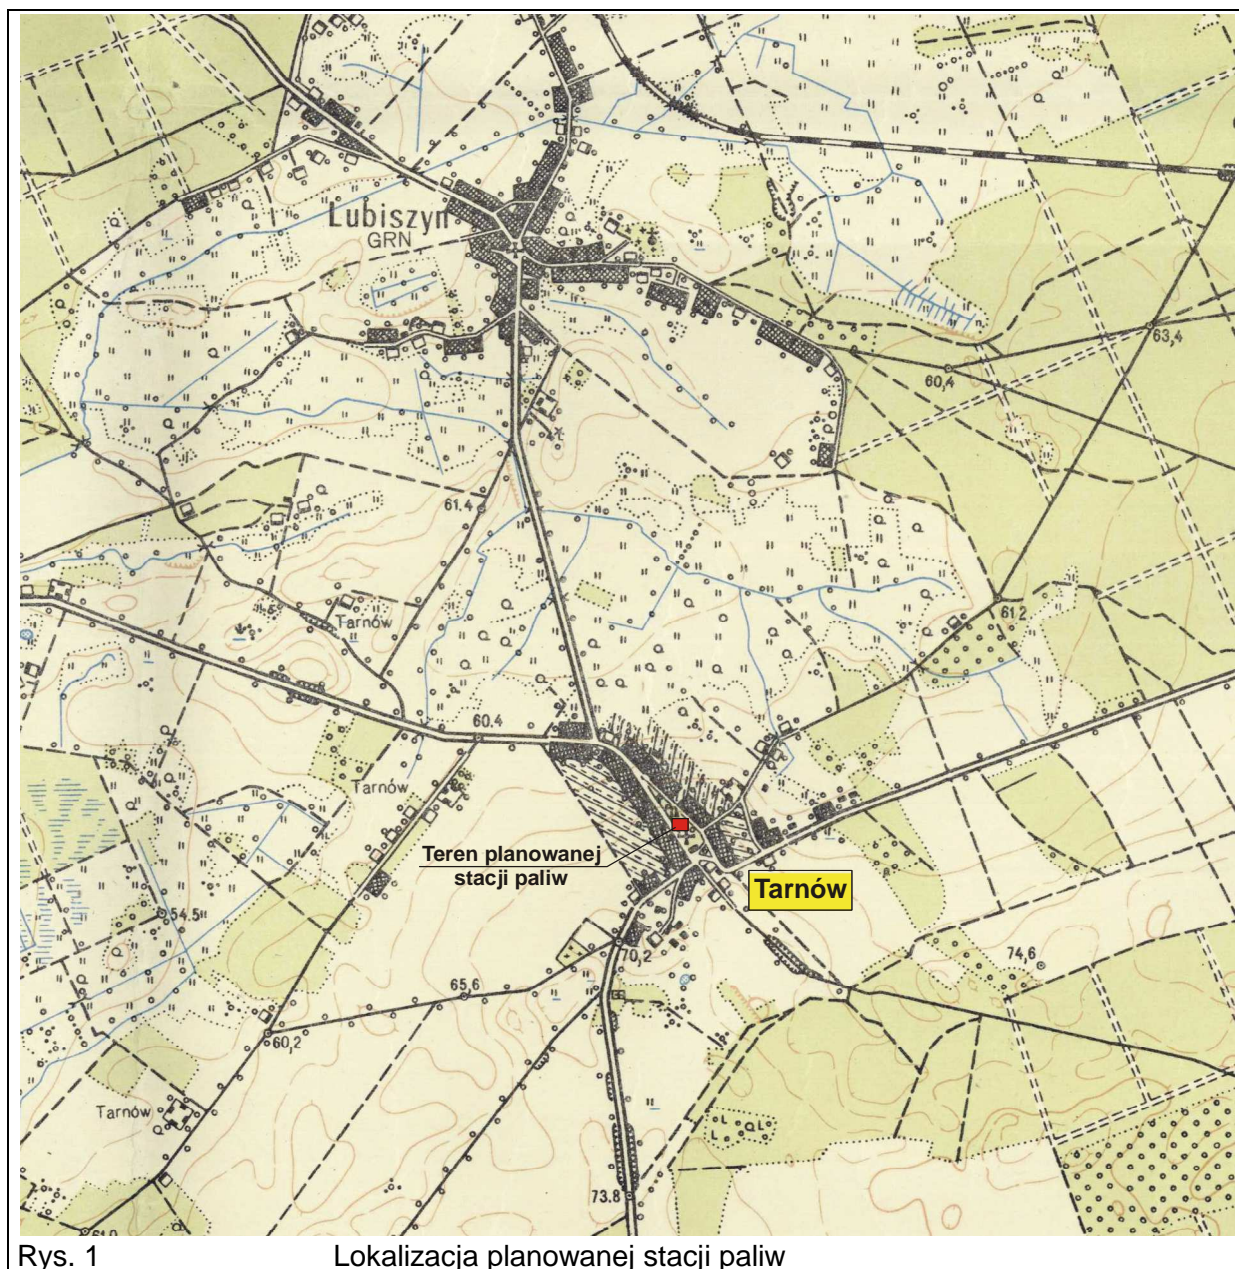 Lubiszyn
GRN
63,4
60,4
61.4
Tarnów
61,2
60.4
Tarnów
Teren planowanej
stacji paliw
Tarnów
54.5
70,2
74,6
65,6
60,2
Tarnów
73.8
Rys. 1 Lokalizacja planowanej stacji paliw